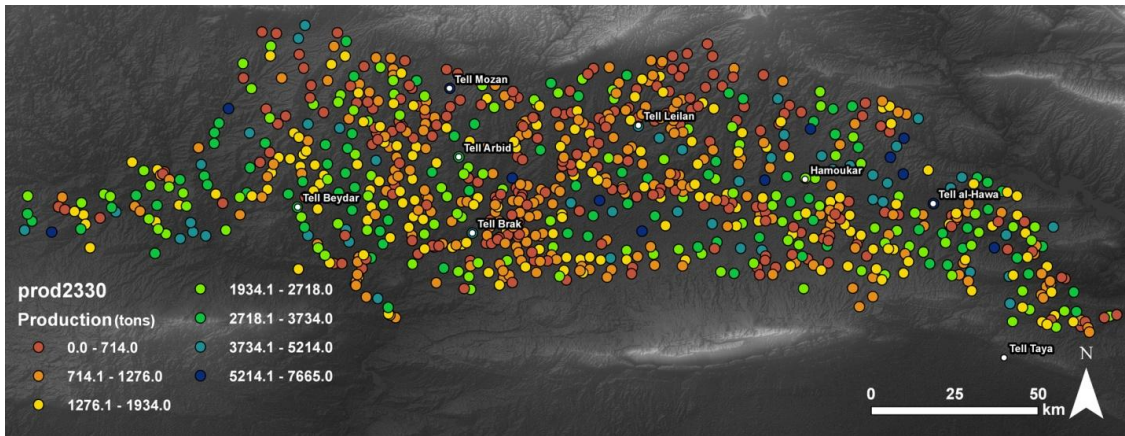 Tell Mozan
Tell Leilan
Tell Arbid
Hamoukar
Tell Beydar
Tell al-Hawa
Tell Brak
prod2330
Production (tons)
0.0 - 714.0
714.1 - 1276.0
1276.1 - 1934.0
1934.1 - 2718.0
2718.1 - 3734.0
3734.1 - 5214.0
5214.1 - 7665.0
Tell Taya
N
0 25 50
km